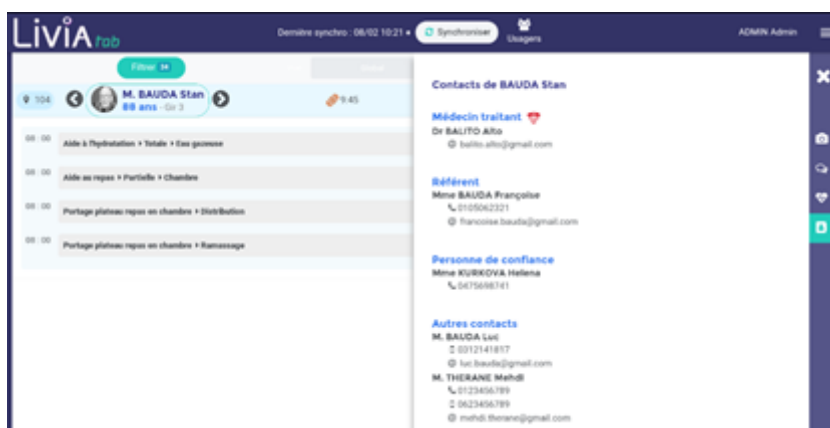 LiViA tab
Dernière synchro : 08/02 10:21
Synchroniser
Usagers
ADMIN Admin
Filtrer
104
M. BAUDA Stan
88 ans - Gir 3
9:45
08 : 00 Aide à l'hydratation Totale Eau gazeuse
08 : 00 Aide au repas Partielle Chambre
08 : 00 Portage plateau repas en chambre Distribution
08 : 00 Portage plateau repas en chambre Ramassage
Contacts de BAUDA Stan
Médecin traitant
Dr BALITO Alto
balito.alto@gmail.com
Référent
Mme BAUDA Françoise
0105062321
francoise.bauda@gmail.com
Personne de confiance
Mme KURKOVA Helena
0475698741
Autres contacts
M. BAUDA Luc
0312141817
luc.bauda@gmail.com
M. THERANE Mehdi
0123456789
0623456789
mehdi.therane@gmail.com